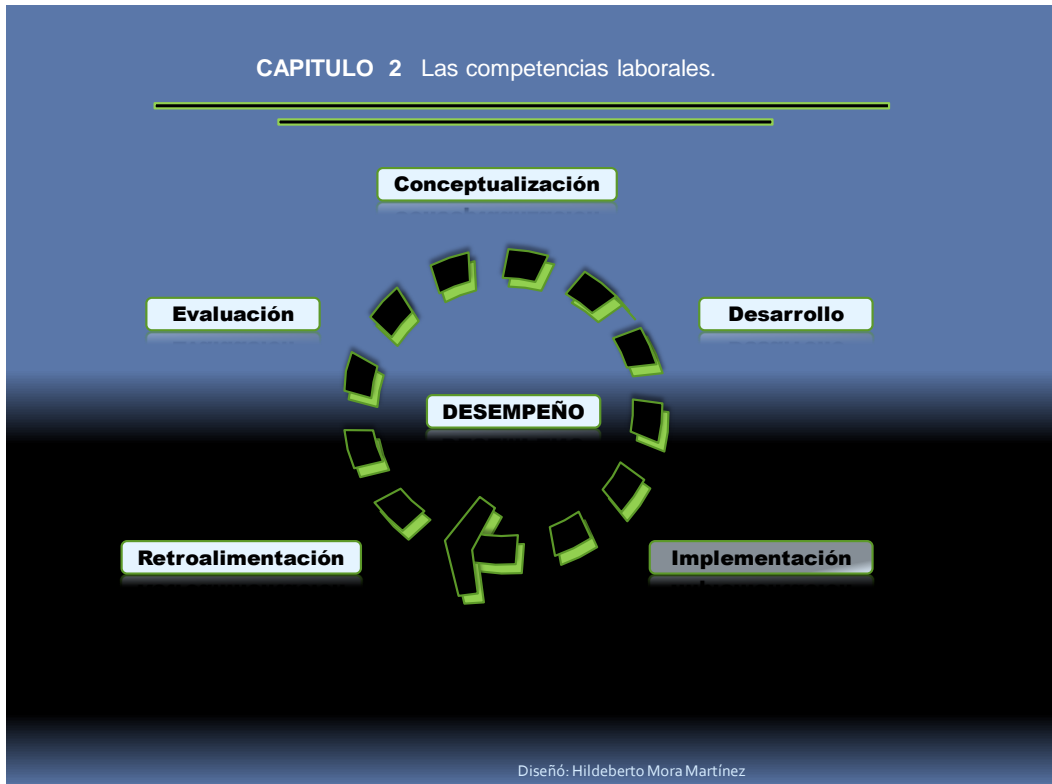 CAPITULO 2 Las competencias laborales.
Conceptualización
Evaluación
Desarrollo
DESEMPEÑO
Retroalimentación
Implementación
Diseñó: Hildeberto Mora Martínez